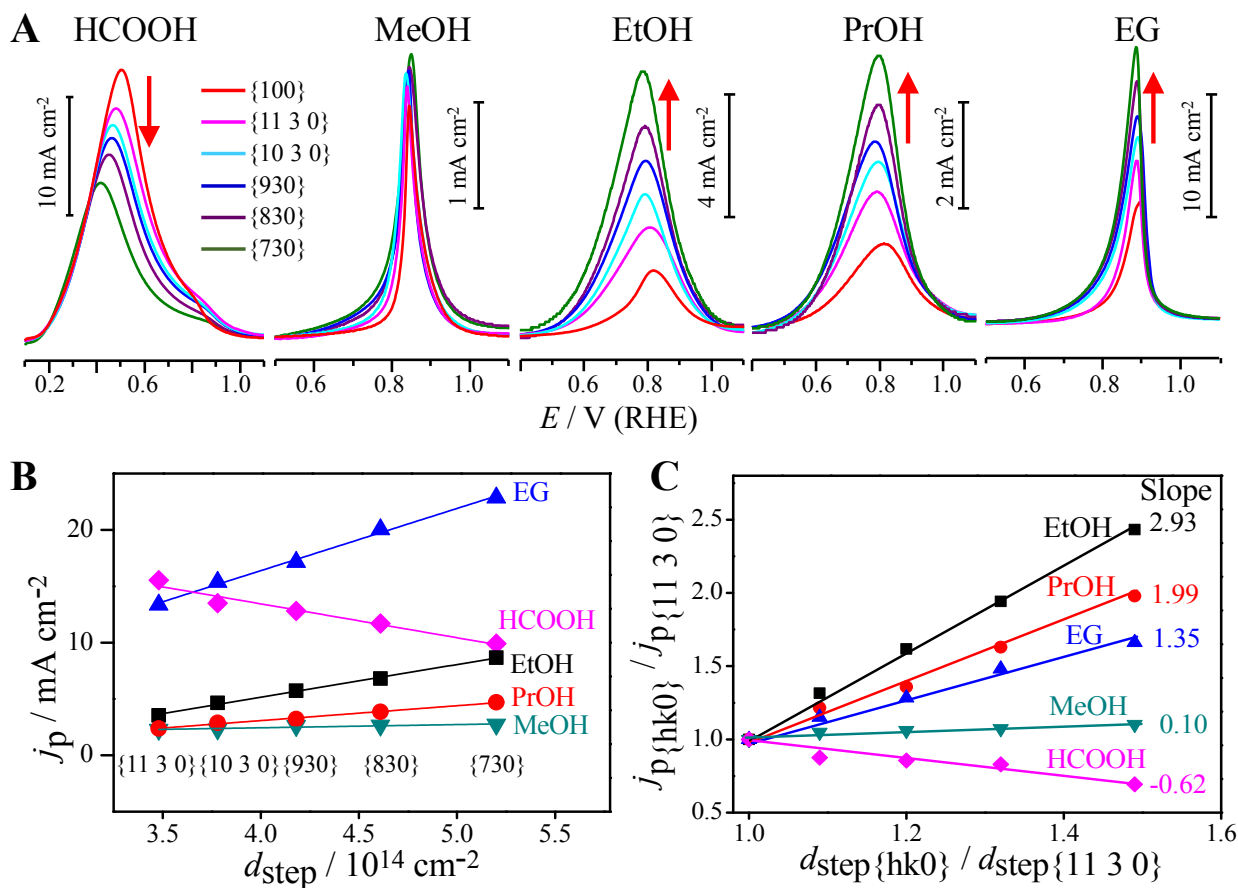 A
HCOOH
MeOH
EtOH
PrOH
EG
10 mA cm-2
{100}
{11 3 0}
{10 3 0}
{930}
{830}
{730}
1 mA cm-2
4 mA cm-2
2 mA cm-2
10 mA cm-2
0.2 0.6 1.0
0.6 0.8 1.0
0.6 0.8 1.0
0.6 0.8 1.0
0.6 0.8 1.0
E / V (RHE)
B
jp / mA cm-2
20
10
0
EG
HCOOH
EtOH
PrOH
MeOH
{11 3 0} {10 3 0} {930} {830} {730}
3.5 4.0 4.5 5.0 5.5
dstep / 10^14 cm-2
C
jp{hk0} / jp{11 3 0}
2.5
2.0
1.5
1.0
0.5
Slope
EtOH 2.93
PrOH 1.99
EG 1.35
MeOH 0.10
HCOOH -0.62
1.0 1.2 1.4 1.6
dstep{hk0} / dstep{11 3 0}